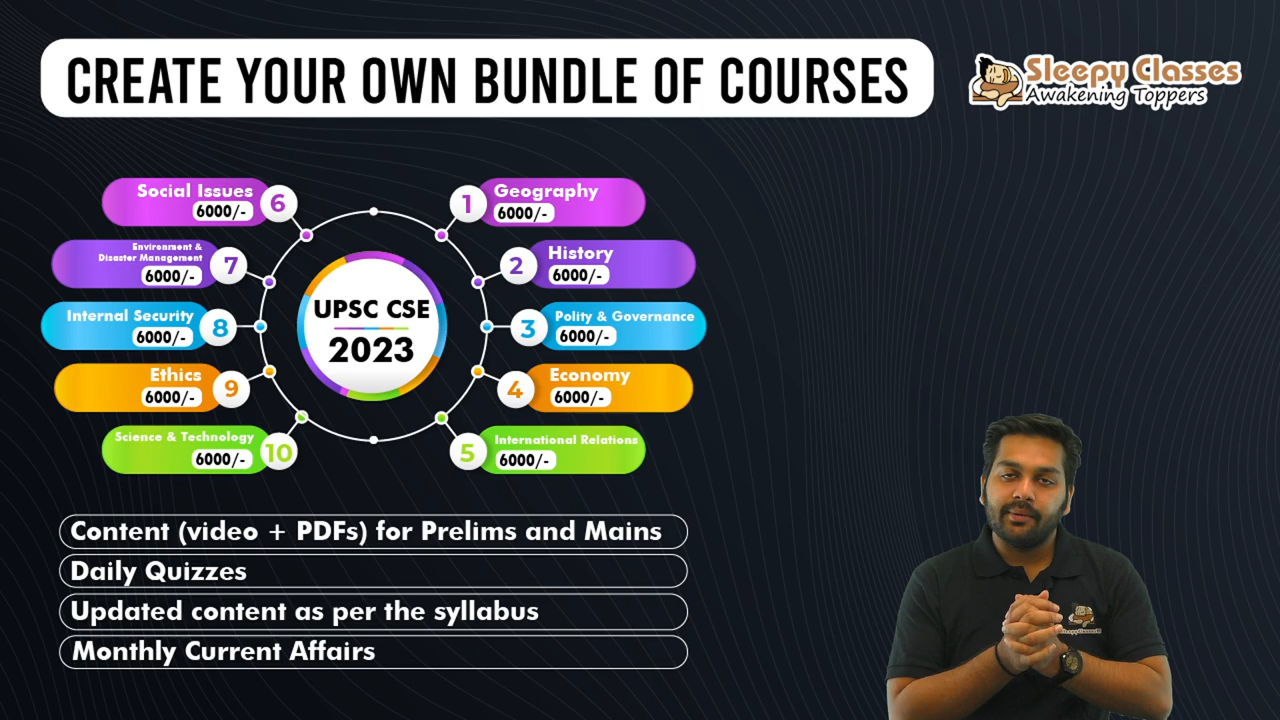 CREATE YOUR OWN BUNDLE OF COURSES
Sleepy Classes
Awakening Toppers
Social Issues
6000/-
6
Environment &
Disaster Management
6000/-
7
Internal Security
6000/-
8
Ethics
6000/-
9
Science & Technology
6000/-
10
UPSC CSE
2023
1
Geography
6000/-
2
History
6000/-
3
Polity & Governance
6000/-
4
Economy
6000/-
5
International Relations
6000/-
Content (video + PDFs) for Prelims and Mains
Daily Quizzes
Updated content as per the syllabus
Monthly Current Affairs